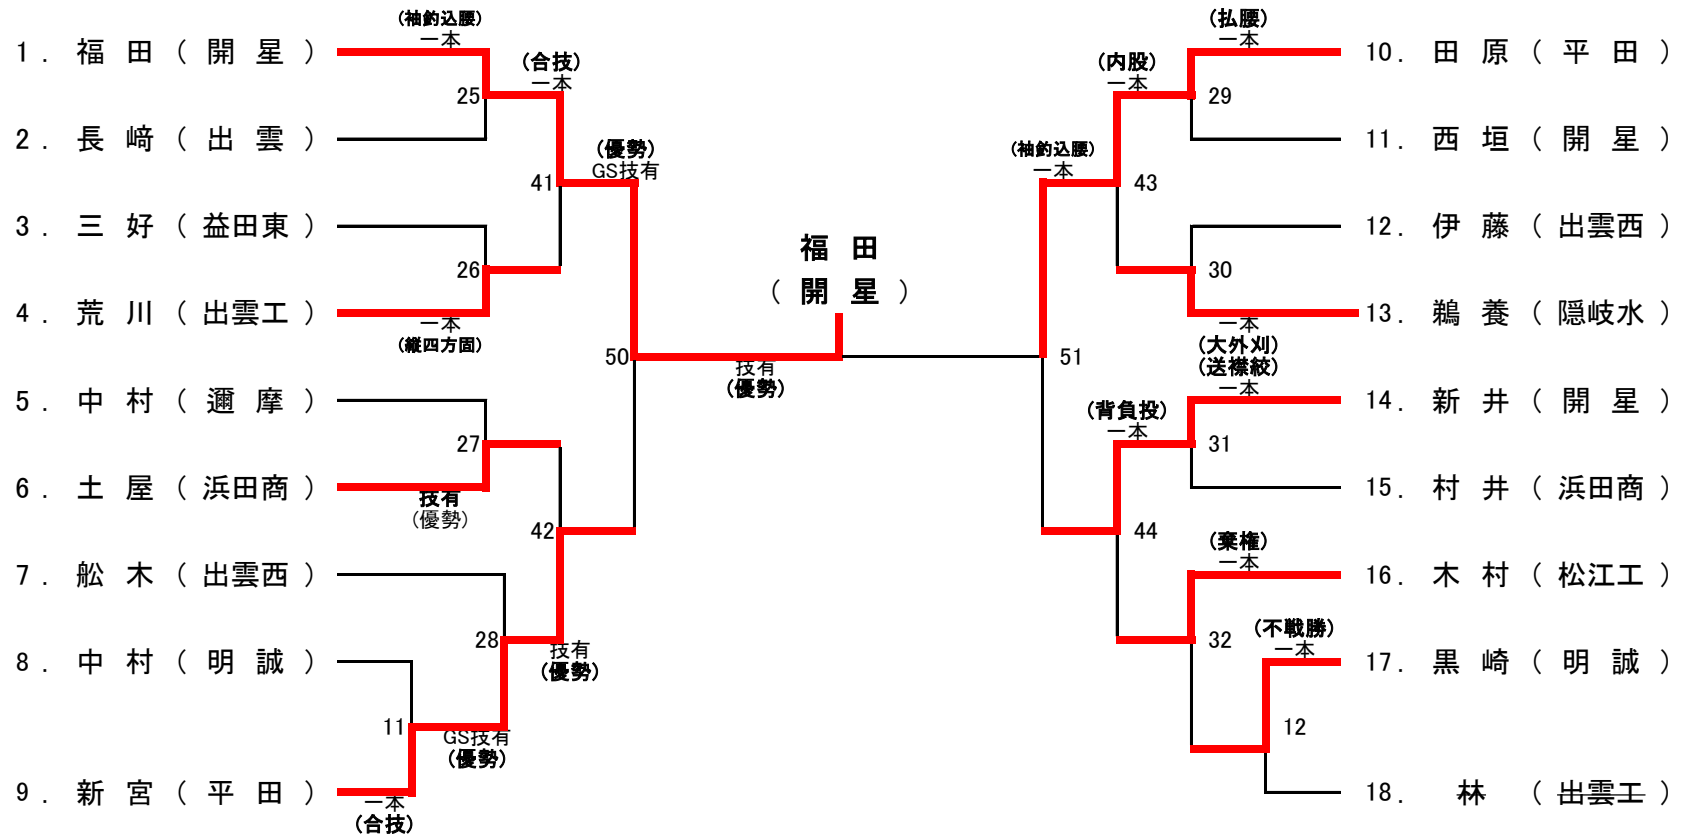 (袖釣込腰)
一本
1. 福 田 ( 開 星 )
(合技)
一本
25
2. 長 﨑 ( 出 雲 )
(優勢)
GS技有
41
3. 三 好 ( 益田東 )
26
4. 荒 川 ( 出雲工 )
一本
(縦四方固)
50
5. 中 村 ( 邇 摩 )
27
6. 土 屋 ( 浜田商 )
技有
(優勢)
42
7. 舩 木 ( 出雲西 )
28
技有
(優勢)
8. 中 村 ( 明 誠 )
11
GS技有
(優勢)
9. 新 宮 ( 平 田 )
一本
(合技)
福 田
( 開 星 )
技有
(優勢)
(払腰)
一本
10. 田 原 ( 平 田 )
(内股)
一本
29
11. 西 垣 ( 開 星 )
(袖釣込腰)
一本
43
12. 伊 藤 ( 出雲西 )
30
13. 鵜 養 ( 隠岐水 )
一本
(大外刈)
51
(送襟絞)
一本
14. 新 井 ( 開 星 )
(背負投)
一本
31
15. 村 井 ( 浜田商 )
44
(棄権)
一本
16. 木 村 ( 松江工 )
32
(不戦勝)
一本
17. 黒 崎 ( 明 誠 )
12
18. 林 ( 出雲工 )